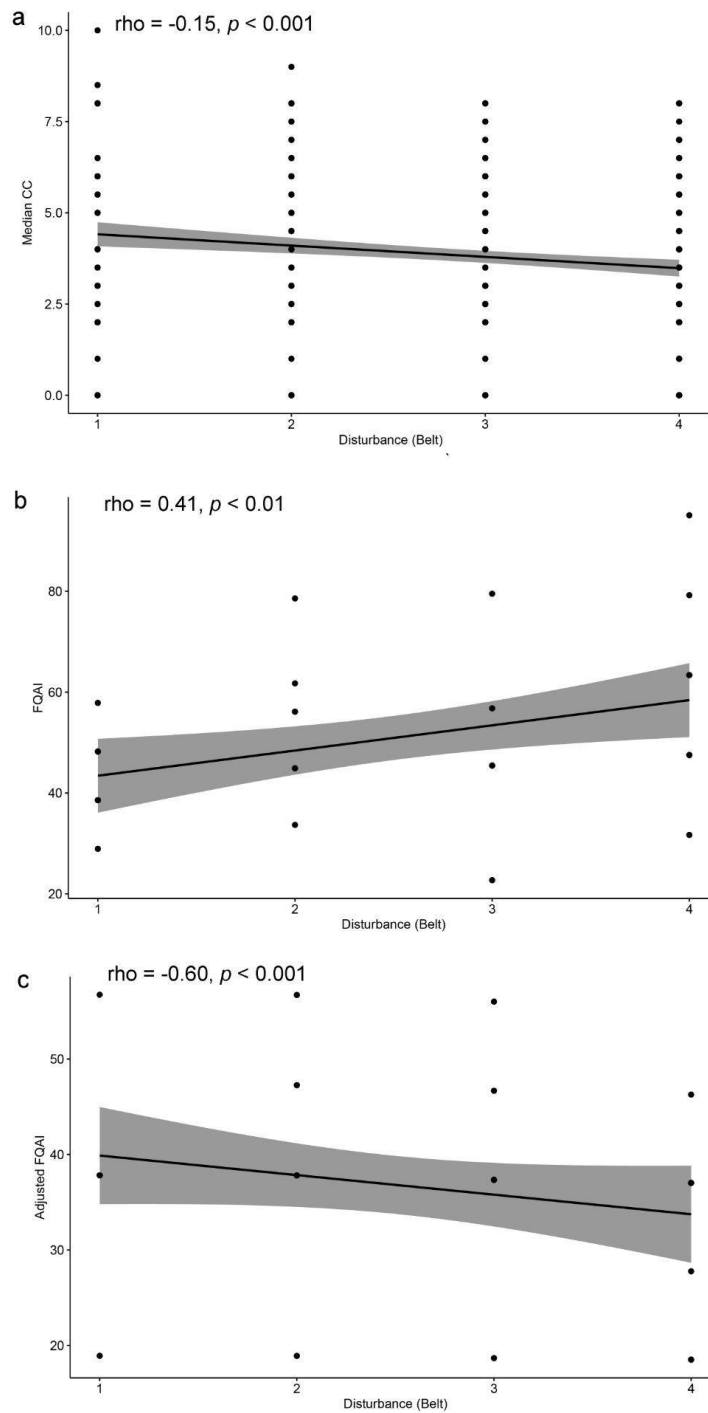 a
rho = -0.15, p < 0.001
10.0
7.5
5.0
2.5
0.0
Median CC
1 2 3 4
Disturbance (Belt)
b
rho = 0.41, p < 0.01
80
60
40
20
FQAI
1 2 3 4
Disturbance (Belt)
c
rho = -0.60, p < 0.001
50
40
30
20
Adjusted FQAI
1 2 3 4
Disturbance (Belt)